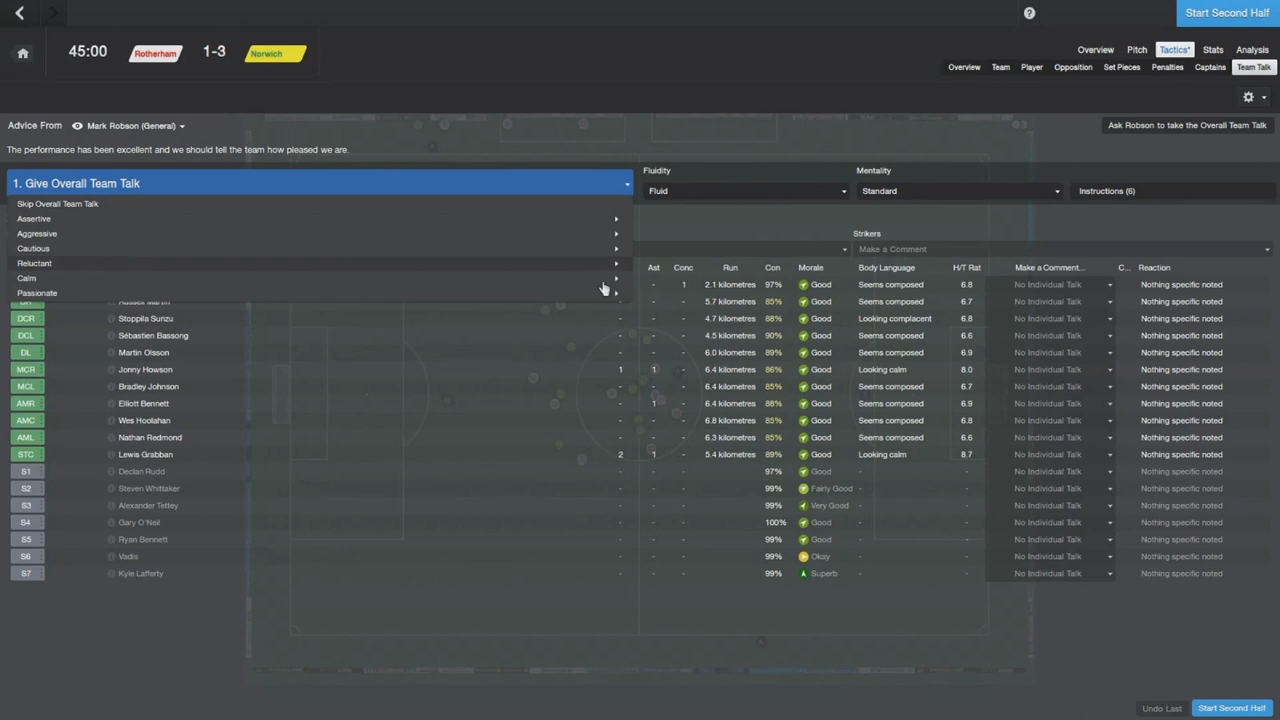 Start Second Half
45:00 Rotherham 1-3 Norwich
Overview Pitch Tactics* Stats Analysis
Overview Team Player Opposition Set Pieces Penalties Captains Team Talk
Advice From Mark Robson (General)
Ask Robson to take the Overall Team Talk
The performance has been excellent and we should tell the team how pleased we are.
Fluidity Mentality
1. Give Overall Team Talk
Fluid Standard Instructions (6)
Skip Overall Team Talk
Assertive
Aggressive
Cautious
Reluctant
Calm
Passionate
Strikers
Make a Comment
Ast Conc Run Con Morale Body Language H/T Rat Make a Comment... C... Reaction
- 1 2.1 kilometres 97% Good Seems composed 6.8 No Individual Talk Nothing specific noted
- - - 5.7 kilometres 85% Good Seems composed 6.7 No Individual Talk Nothing specific noted
DCR Stoppila Sunzu - - - 4.7 kilometres 88% Good Looking complacent 6.8 No Individual Talk Nothing specific noted
DCL Sébastien Bassong - - - 4.5 kilometres 90% Good Seems composed 6.6 No Individual Talk Nothing specific noted
DL Martin Olsson - - - 6.0 kilometres 89% Good Seems composed 6.9 No Individual Talk Nothing specific noted
MCR Jonny Howson 1 1 - 6.4 kilometres 86% Good Looking calm 8.0 No Individual Talk Nothing specific noted
MCL Bradley Johnson - - - 6.4 kilometres 85% Good Seems composed 6.7 No Individual Talk Nothing specific noted
AMR Elliott Bennett - 1 - 6.4 kilometres 88% Good Seems composed 6.9 No Individual Talk Nothing specific noted
AMC Wes Hoolahan - - - 6.8 kilometres 85% Good Seems composed 6.8 No Individual Talk Nothing specific noted
AML Nathan Redmond - - - 6.3 kilometres 85% Good Seems composed 6.6 No Individual Talk Nothing specific noted
STC Lewis Grabban 2 1 - 5.4 kilometres 89% Good Looking calm 8.7 No Individual Talk Nothing specific noted
S1 Declan Rudd - - - 97% Good - - No Individual Talk Nothing specific noted
S2 Steven Whittaker - - - 99% Fairly Good - - No Individual Talk Nothing specific noted
S3 Alexander Tettey - - - 99% Very Good - - No Individual Talk Nothing specific noted
S4 Gary O'Neil - - - 100% Good - - No Individual Talk Nothing specific noted
S5 Ryan Bennett - - - 99% Good - - No Individual Talk Nothing specific noted
S6 Vadis - - - 99% Okay - - No Individual Talk Nothing specific noted
S7 Kyle Lafferty - - - 99% Superb - - No Individual Talk Nothing specific noted
Undo Last Start Second Half